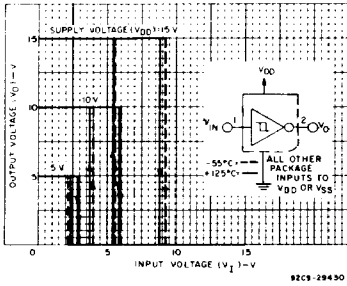 SUPPLY VOLTAGE (VDD)=15 V
15
VDD
10 V
10
VIN
1
2
VO
-55°C
+125°C
ALL OTHER
PACKAGE
INPUTS TO
VDD OR VSS
5 V
5
OUTPUT VOLTAGE (VO)-V
0
5
10
15
INPUT VOLTAGE (VI)-V
92CS-29430